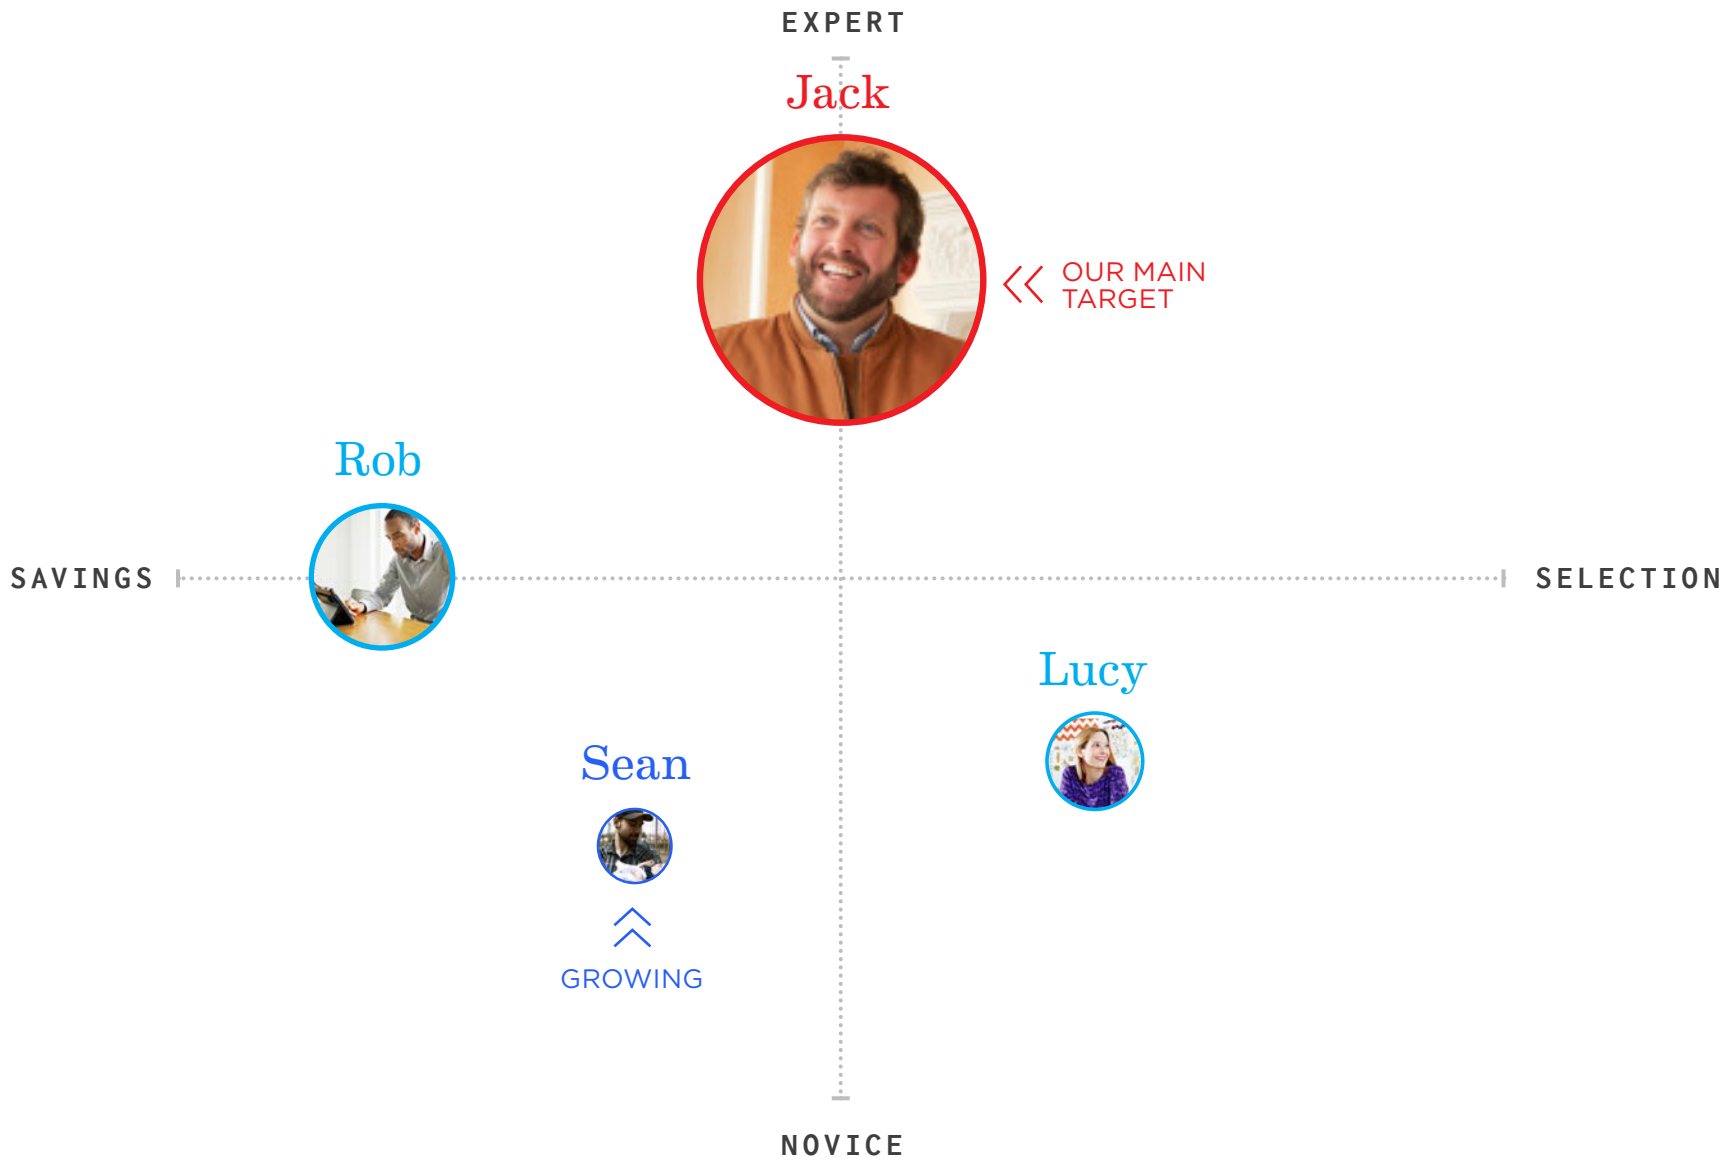 EXPERT
Jack
OUR MAIN
TARGET
Rob
SAVINGS
SELECTION
Lucy
Sean
GROWING
NOVICE